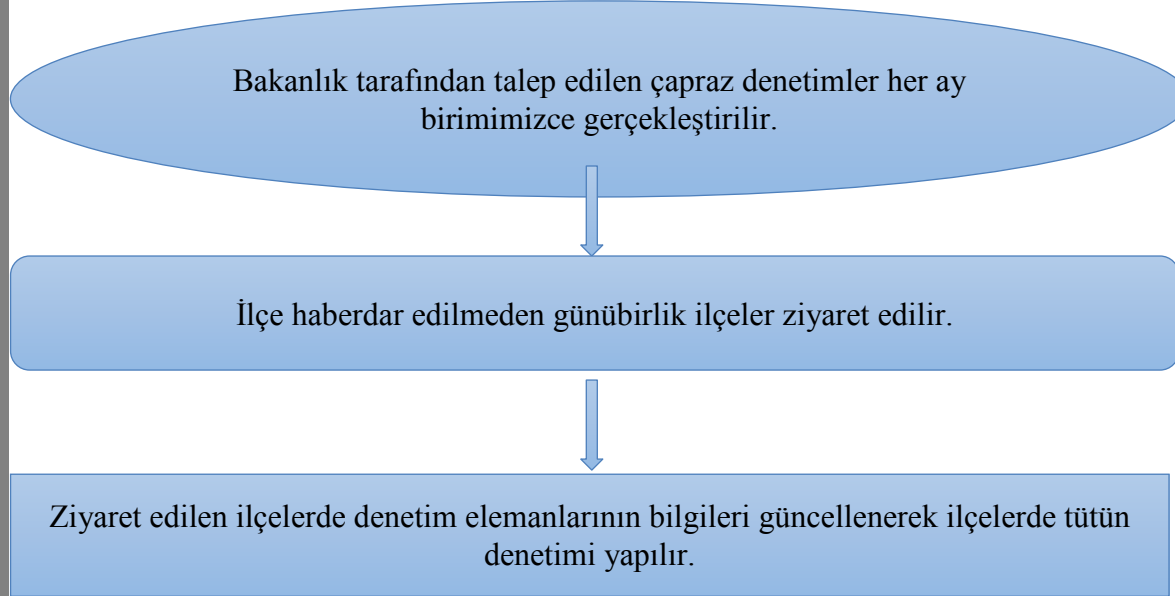 Bakanlık tarafından talep edilen çapraz denetimler her ay
birimimizce gerçekleştirilir.
İlçe haberdar edilmeden günübirlik ilçeler ziyaret edilir.
Ziyaret edilen ilçelerde denetim elemanlarının bilgileri güncellenerek ilçelerde tütün
denetimi yapılır.